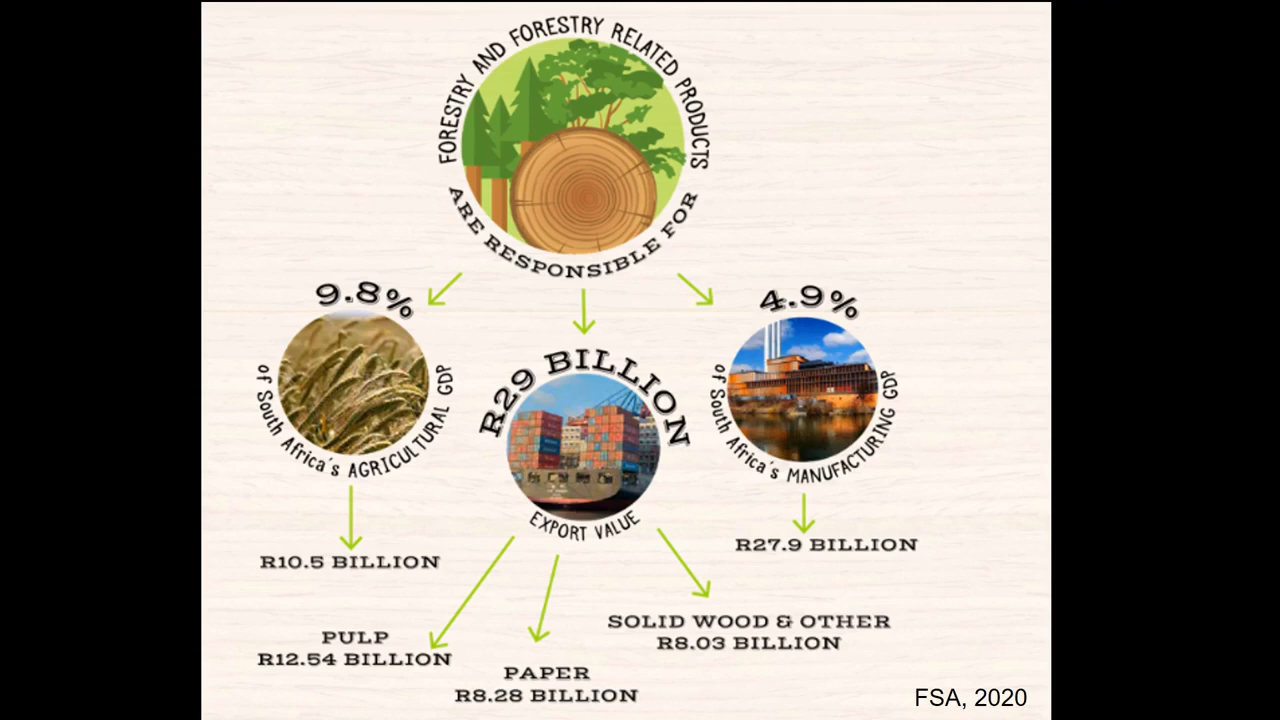 FORESTRY AND FORESTRY RELATED PRODUCTS
ARE RESPONSIBLE FOR
9.8%
of South Africa's AGRICULTURAL GDP
R10.5 BILLION
R29 BILLION
EXPORT VALUE
PULP
R12.54 BILLION
PAPER
R8.28 BILLION
SOLID WOOD & OTHER
R8.03 BILLION
4.9%
of South Africa's MANUFACTURING GDP
R27.9 BILLION
FSA, 2020